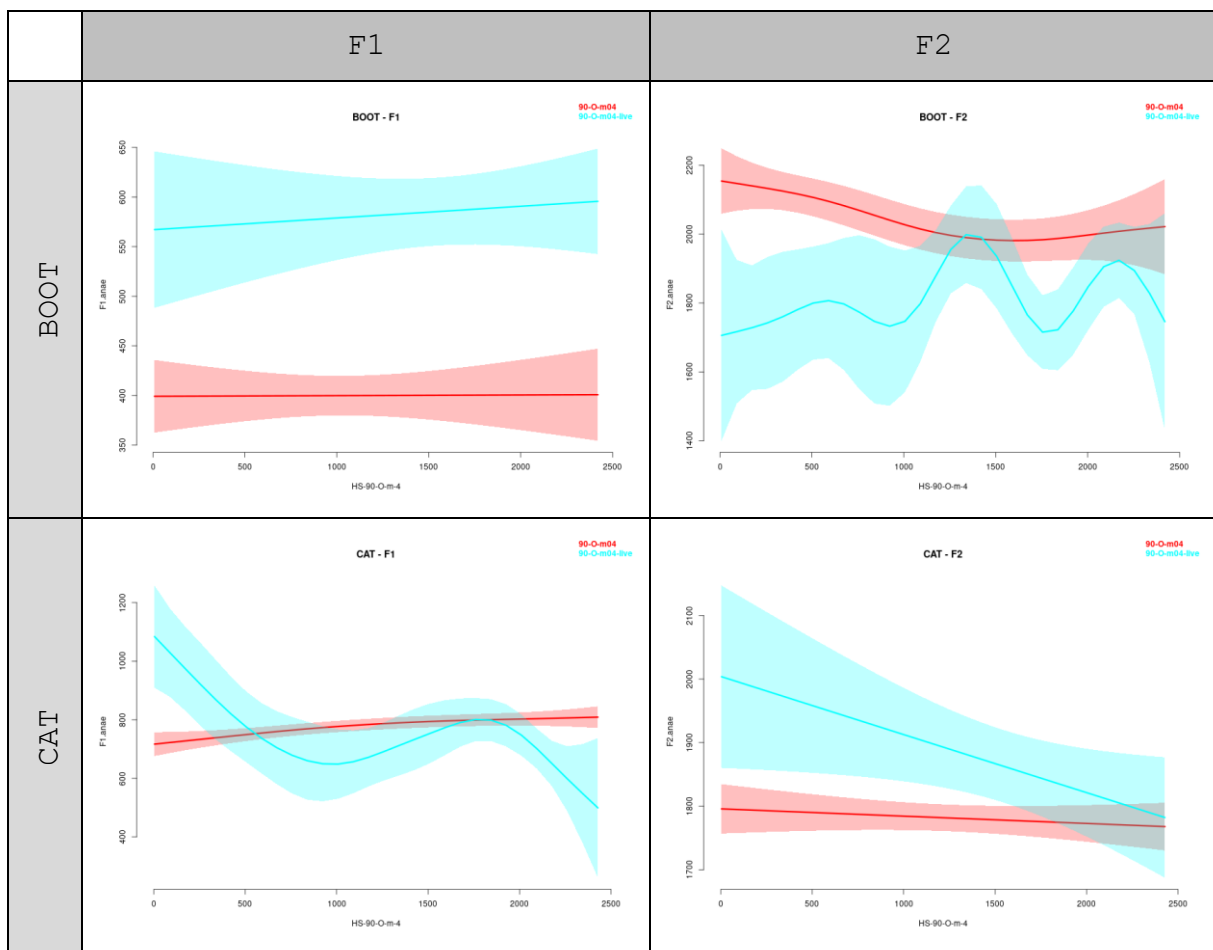 F1
F2
BOOT
BOOT - F1
90-O-m04
90-O-m04-live
F1.anae
650
600
550
500
450
400
350
0
500
1000
1500
2000
2500
HS-90-O-m-4
BOOT - F2
90-O-m04
90-O-m04-live
F2.anae
2200
2000
1800
1600
1400
0
500
1000
1500
2000
2500
HS-90-O-m-4
CAT
CAT - F1
90-O-m04
90-O-m04-live
F1.anae
1200
1000
800
600
400
0
500
1000
1500
2000
2500
HS-90-O-m-4
CAT - F2
90-O-m04
90-O-m04-live
F2.anae
2100
2000
1900
1800
1700
0
500
1000
1500
2000
2500
HS-90-O-m-4